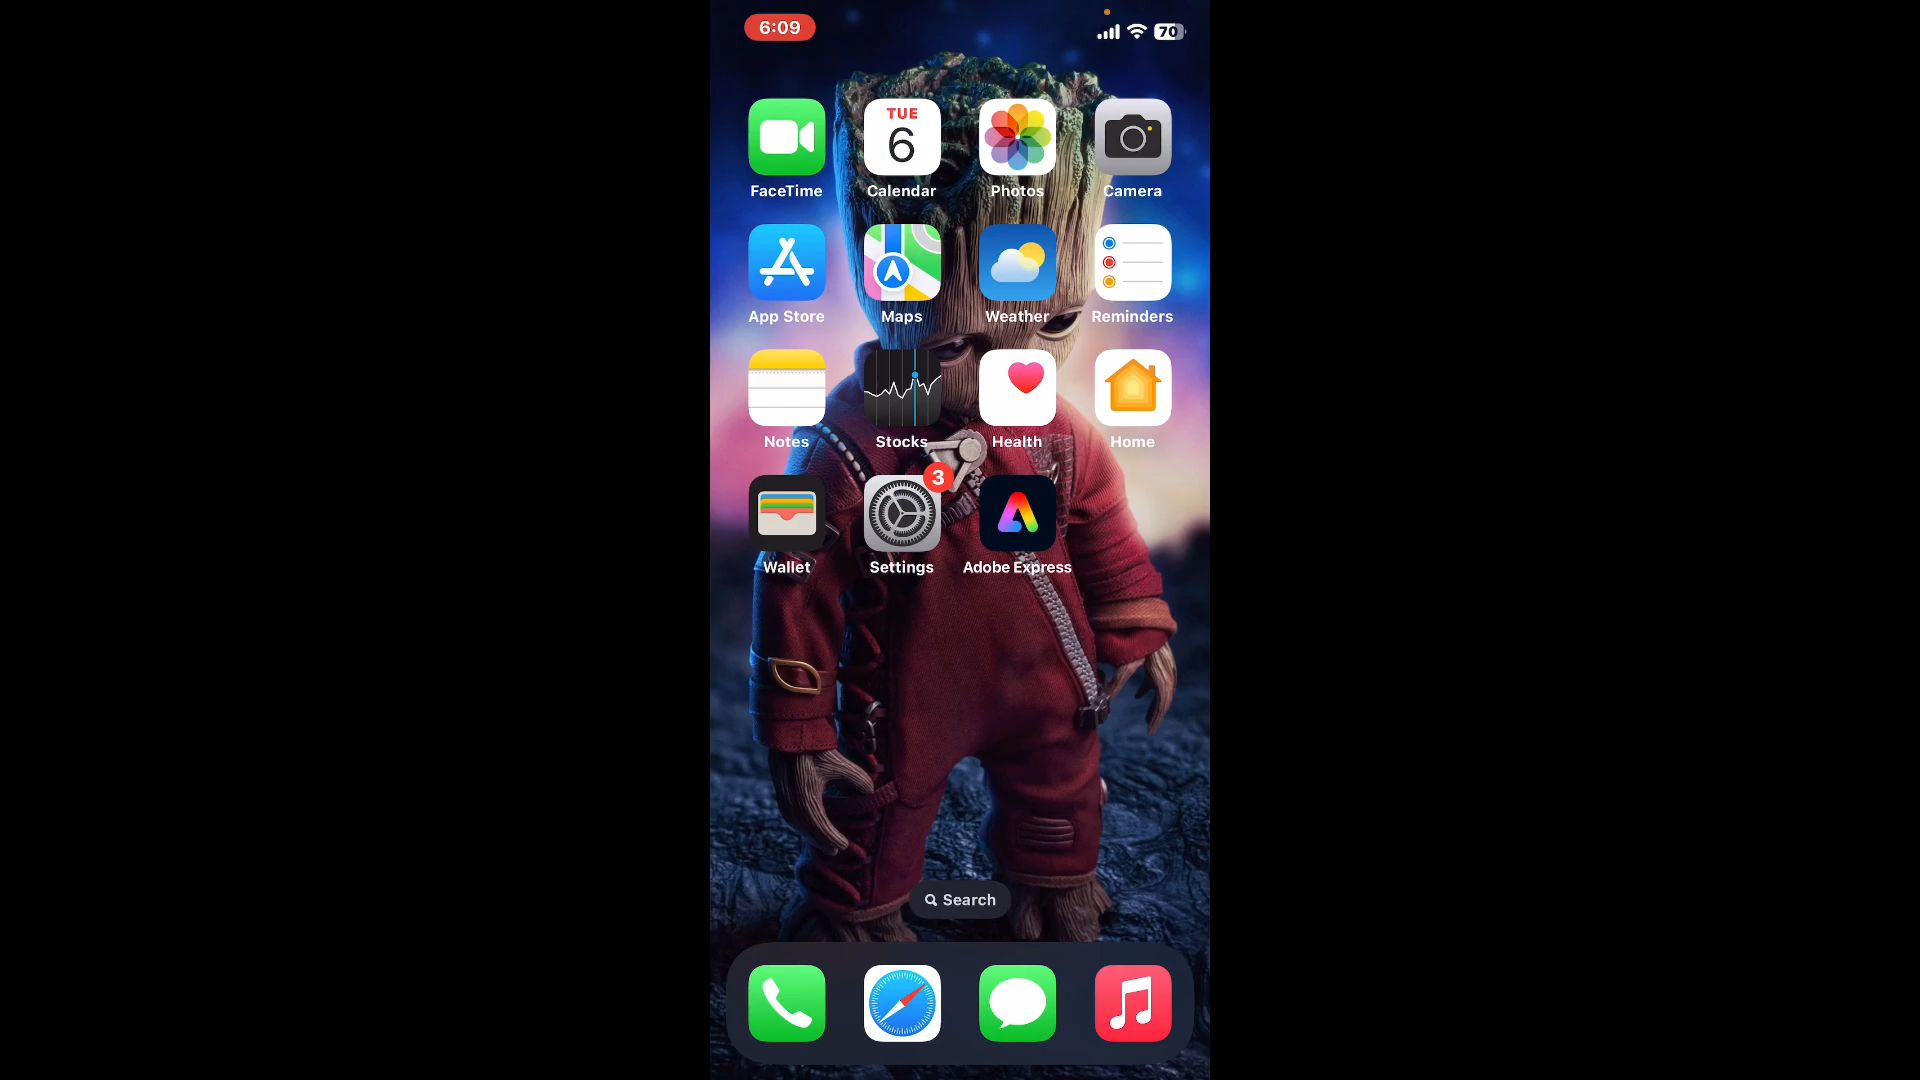 6:09
70
TUE
6
FaceTime
Calendar
Photos
Camera
App Store
Maps
Weather
Reminders
Notes
Stocks
Health
Home
3
Wallet
Settings
Adobe Express
Search